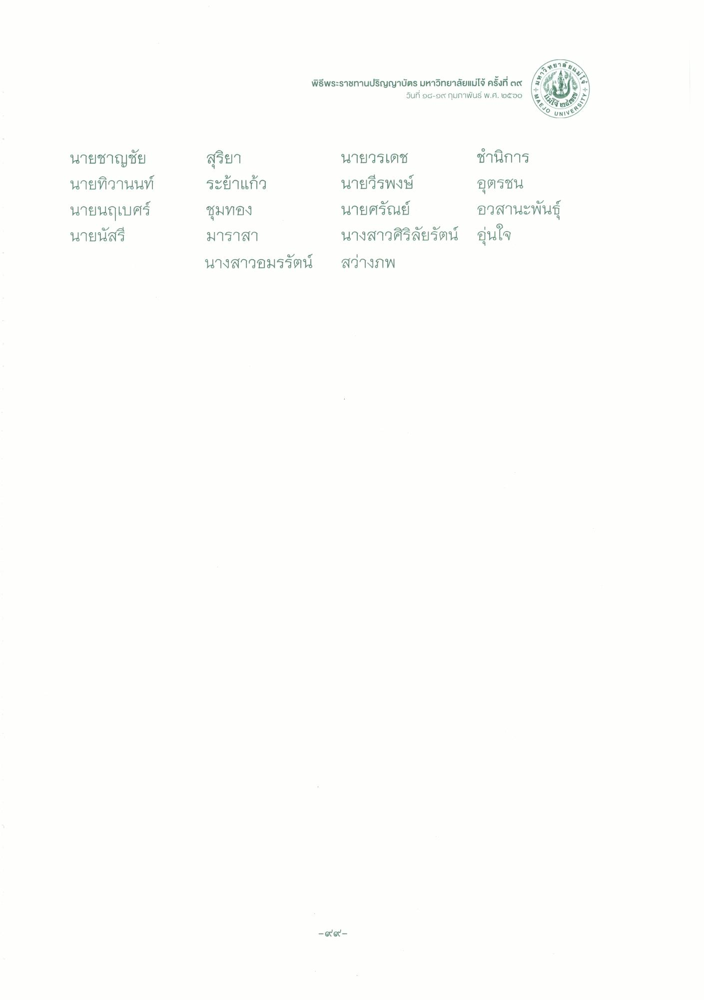 พิธีพระราชทานปริญญาบัตร มหาวิทยาลัยแม่โจ้ ครั้งที่ ๓๙
วันที่ ๑๘-๑๙ กุมภาพันธ์ พ.ศ. ๒๕๖๐
มหาวิทยาลัยแม่โจ้
แม่โจ้ ๒๔๗๗
MAEJO UNIVERSITY
นายชาญชัย สุริยา นายวรเดช ชำนิการ
นายทิวานนท์ ระย้าแก้ว นายวีรพงษ์ อุตรชน
นายนฤเบศร์ ชุมทอง นายศรัณย์ อวสานะพันธุ์
นายนัสรี มาราสา นางสาวศิริลัยรัตน์ อุ่นใจ
นางสาวอมรรัตน์ สว่างภพ
-๙๙-